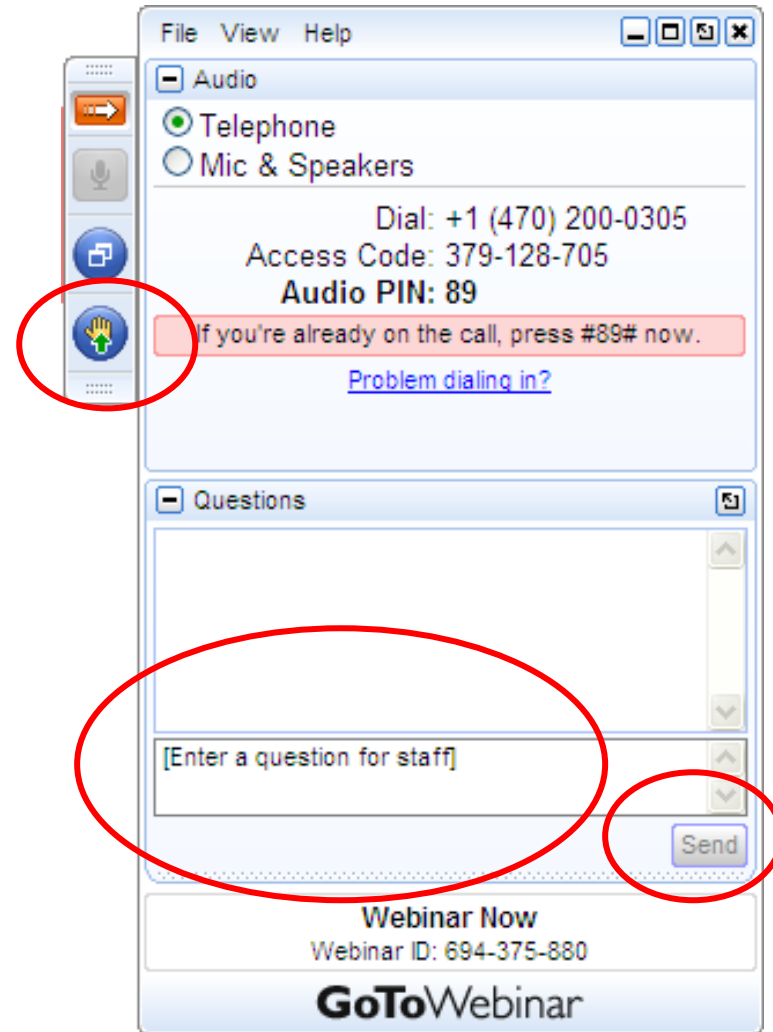 File View Help
Audio
Telephone
Mic & Speakers
Dial: +1 (470) 200-0305
Access Code: 379-128-705
Audio PIN: 89
If you're already on the call, press #89# now.
Problem dialing in?
Questions
[Enter a question for staff]
Send
Webinar Now
Webinar ID: 694-375-880
GoToWebinar